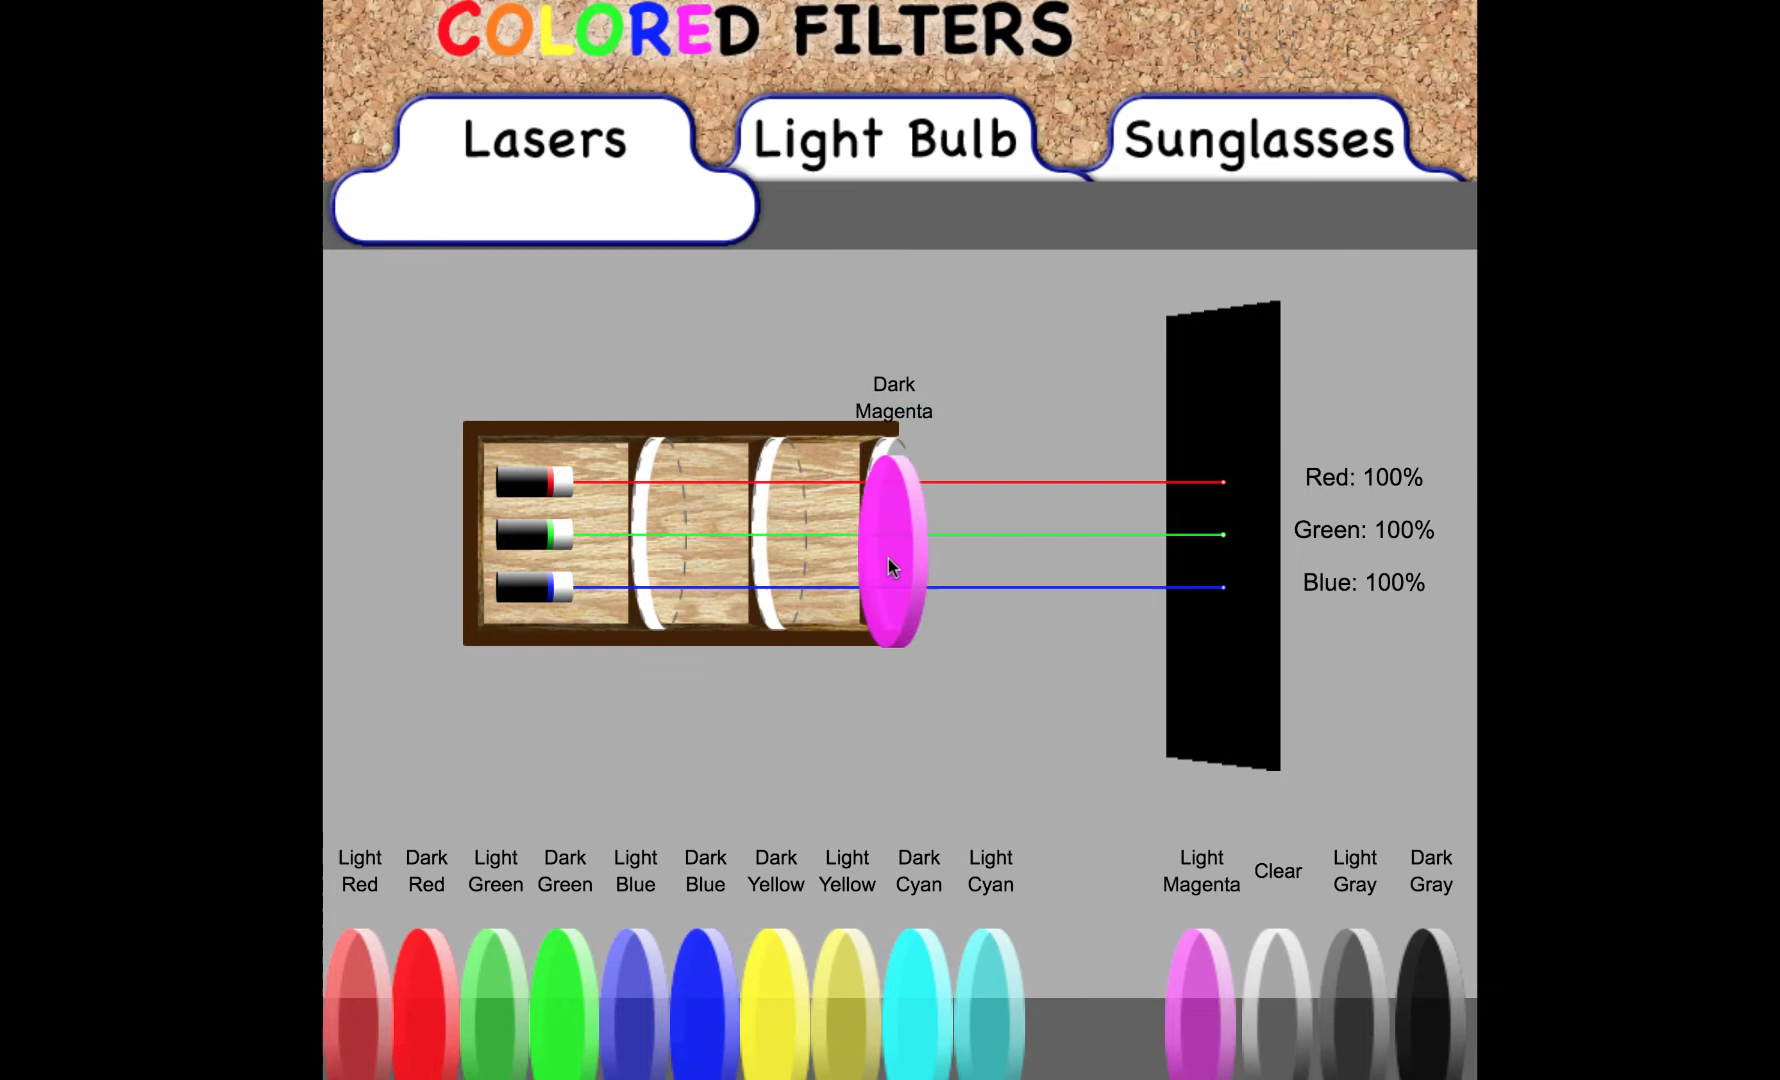 COLORED FILTERS
Lasers
Light Bulb
Sunglasses
Dark
Magenta
Red: 100%
Green: 100%
Blue: 100%
Light
Red
Dark
Red
Light
Green
Dark
Green
Light
Blue
Dark
Blue
Dark
Yellow
Light
Yellow
Dark
Cyan
Light
Cyan
Light
Magenta
Clear
Light
Gray
Dark
Gray